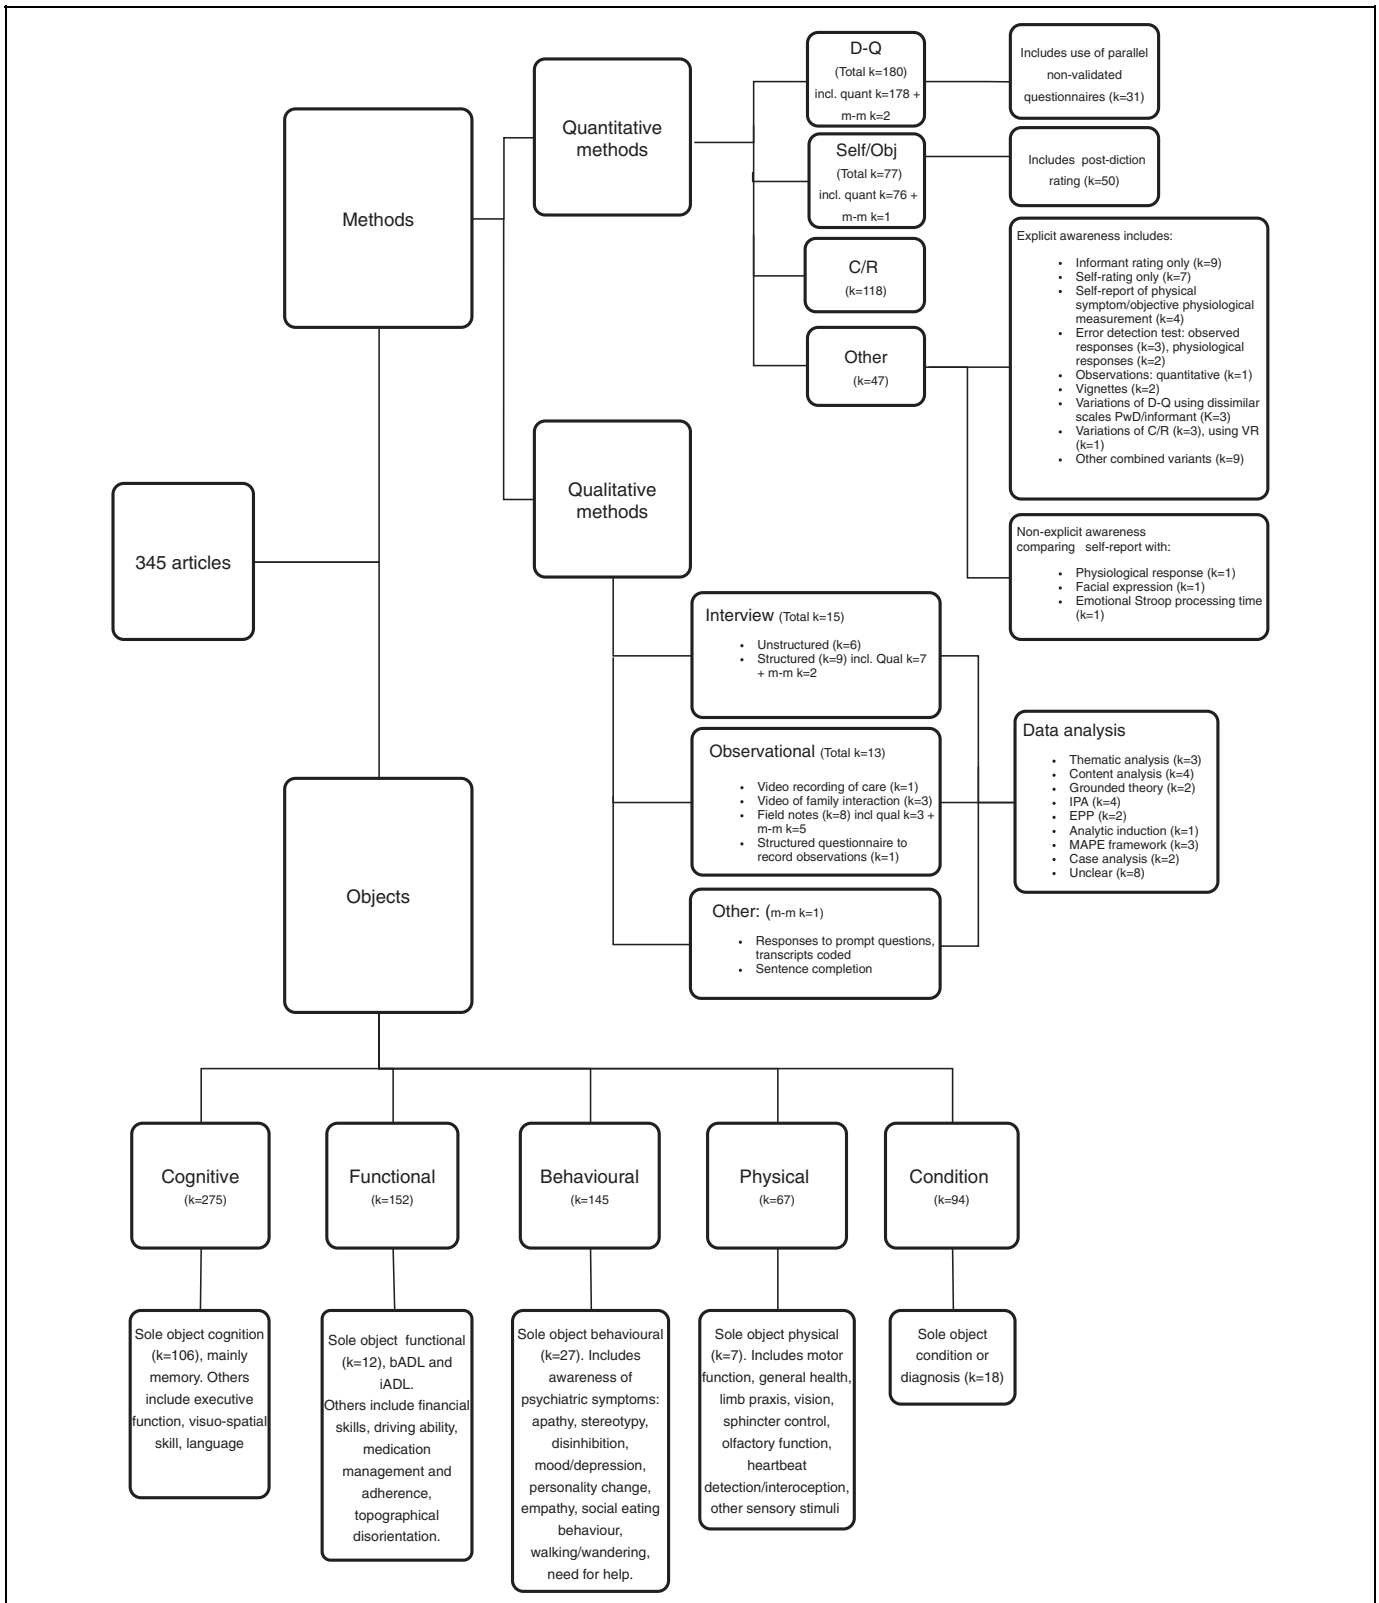 345 articles
Methods
Quantitative
methods
D-Q
(Total k=180)
incl. quant k=178 +
m-m k=2
Includes use of parallel
non-validated
questionnaires (k=31)
Self/Obj
(Total k=77)
incl. quant k=76 +
m-m k=1
Includes post-diction
rating (k=50)
C/R
(k=118)
Other
(k=47)
Explicit awareness includes:
• Informant rating only (k=9)
• Self-rating only (k=7)
• Self-report of physical
symptom/objective physiological
measurement (k=4)
• Error detection test: observed
responses (k=3), physiological
responses (k=2)
• Observations: quantitative (k=1)
• Vignettes (k=2)
• Variations of D-Q using dissimilar
scales PwD/informant (K=3)
• Variations of C/R (k=3), using VR
(k=1)
• Other combined variants (k=9)
Non-explicit awareness
comparing self-report with:
• Physiological response (k=1)
• Facial expression (k=1)
• Emotional Stroop processing time
(k=1)
Qualitative
methods
Interview (Total k=15)
• Unstructured (k=6)
• Structured (k=9) incl. Qual k=7
+ m-m k=2
Observational (Total k=13)
• Video recording of care (k=1)
• Video of family interaction (k=3)
• Field notes (k=8) incl qual k=3 +
m-m k=5
• Structured questionnaire to
record observations (k=1)
Other: (m-m k=1)
• Responses to prompt questions,
transcripts coded
• Sentence completion
Data analysis
• Thematic analysis (k=3)
• Content analysis (k=4)
• Grounded theory (k=2)
• IPA (k=4)
• EPP (k=2)
• Analytic induction (k=1)
• MAPE framework (k=3)
• Case analysis (k=2)
• Unclear (k=8)
Objects
Cognitive
(k=275)
Sole object cognition
(k=106), mainly
memory. Others
include executive
function, visuo-spatial
skill, language
Functional
(k=152)
Sole object functional
(k=12), bADL and
iADL.
Others include financial
skills, driving ability,
medication
management and
adherence,
topographical
disorientation.
Behavioural
(k=145
Sole object behavioural
(k=27). Includes
awareness of
psychiatric symptoms:
apathy, stereotypy,
disinhibition,
mood/depression,
personality change,
empathy, social eating
behaviour,
walking/wandering,
need for help.
Physical
(k=67)
Sole object physical
(k=7). Includes motor
function, general health,
limb praxis, vision,
sphincter control,
olfactory function,
heartbeat
detection/interoception,
other sensory stimuli
Condition
(k=94)
Sole object
condition or
diagnosis (k=18)